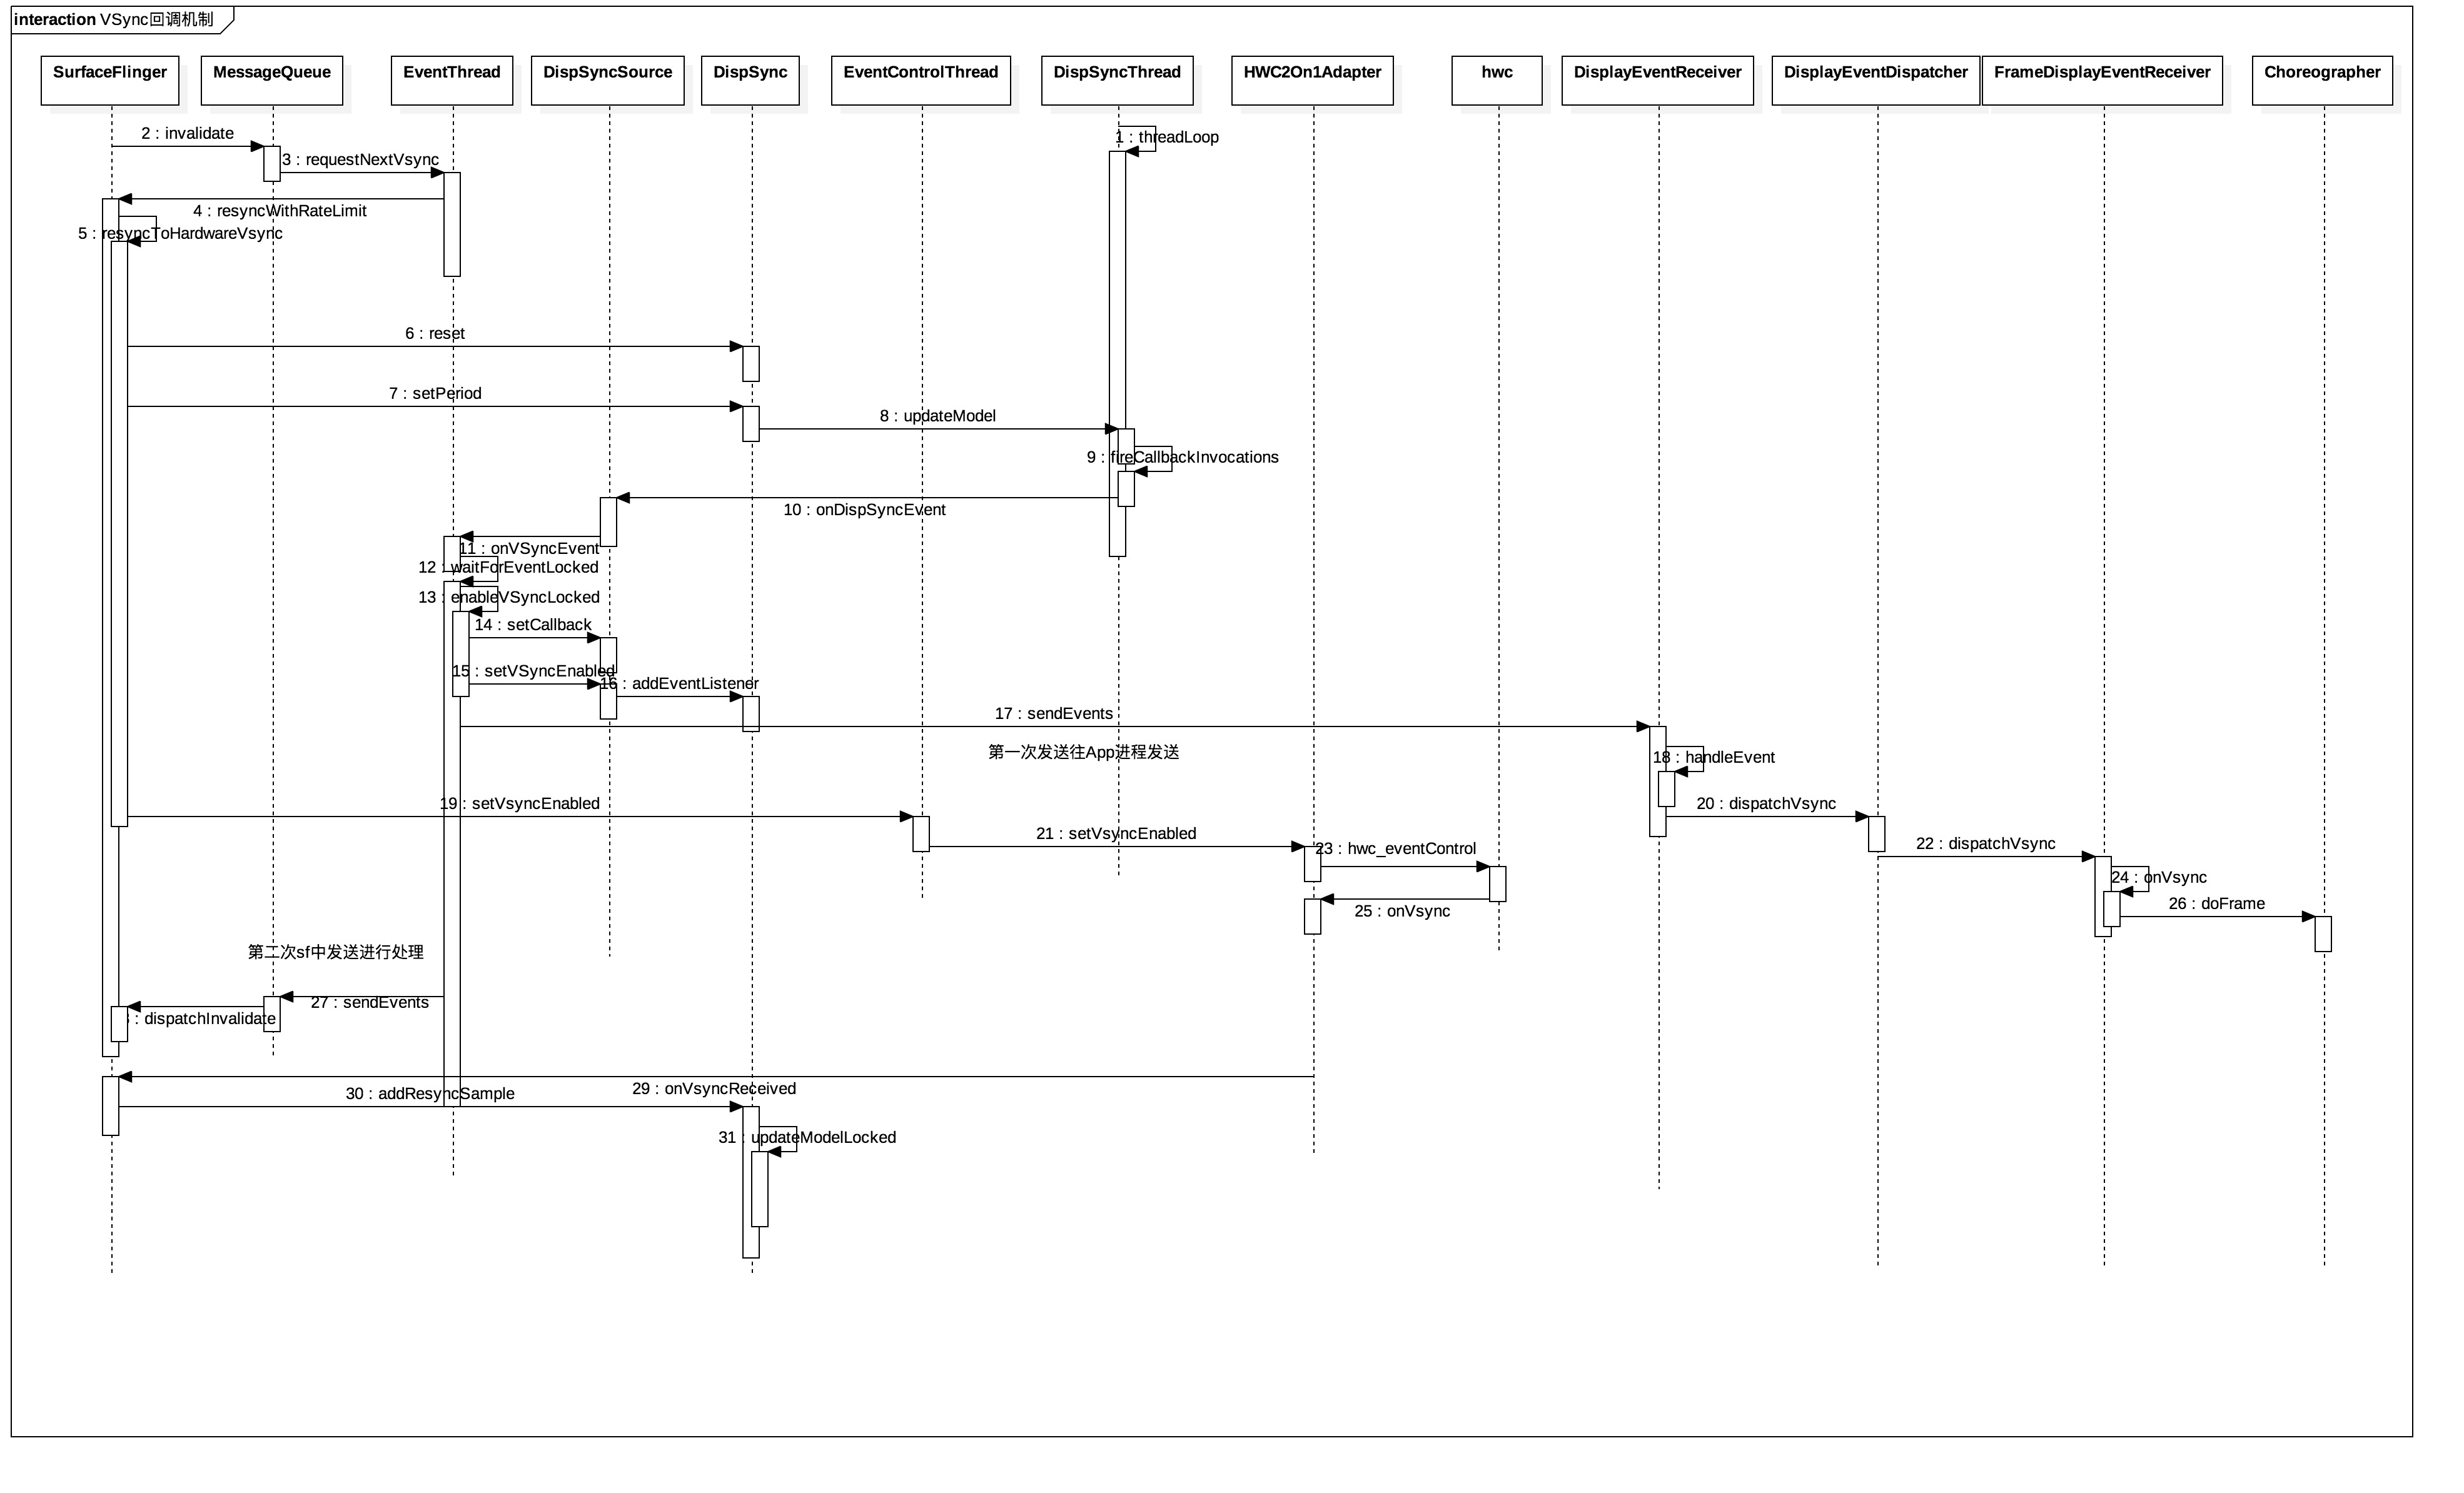 interaction VSync回调机制
SurfaceFlinger
MessageQueue
EventThread
DispSyncSource
DispSync
EventControlThread
DispSyncThread
HWC2On1Adapter
hwc
DisplayEventReceiver
DisplayEventDispatcher
FrameDisplayEventReceiver
Choreographer
1 : threadLoop
2 : invalidate
3 : requestNextVsync
4 : resyncWithRateLimit
5 : resyncToHardwareVsync
6 : reset
7 : setPeriod
8 : updateModel
9 : fireCallbackInvocations
10 : onDispSyncEvent
11 : onVSyncEvent
12 : waitForEventLocked
13 : enableVSyncLocked
14 : setCallback
15 : setVSyncEnabled
16 : addEventListener
17 : sendEvents
第一次发送往App进程发送
18 : handleEvent
19 : setVsyncEnabled
20 : dispatchVsync
21 : setVsyncEnabled
22 : dispatchVsync
23 : hwc_eventControl
24 : onVsync
25 : onVsync
26 : doFrame
第二次sf中发送进行处理
27 : sendEvents
: dispatchInvalidate
29 : onVsyncReceived
30 : addResyncSample
31 : updateModelLocked